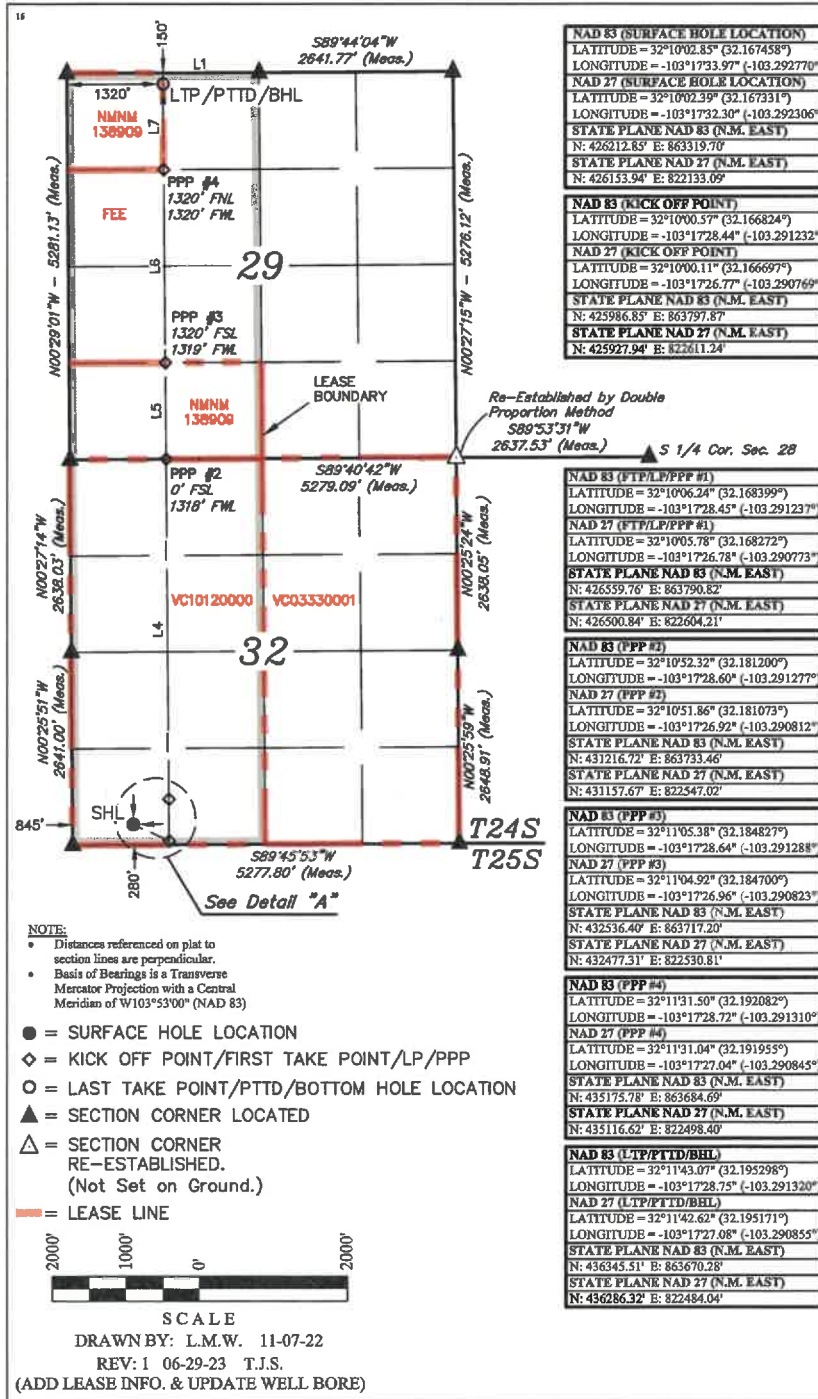 16
S89°44'04"W
2641.77' (Meas.)
150'
L1
1320'
LTP/PTTD/BHL
L7
NMNM
138909
PPP #4
1320' FNL
1320' FWL
FEE
N00°29'01"W - 5281.13' (Meas.)
L6
29
N00°27'15"W - 5276.12' (Meas.)
PPP #3
1320' FSL
1319' FWL
LEASE
BOUNDARY
L5
NMNM
138909
Re-Established by Double
Proportion Method
S89°53'31"W
2637.53' (Meas.)
S 1/4 Cor. Sec. 28
PPP #2
0' FSL
1318' FWL
S89°40'42"W
5279.09' (Meas.)
N00°27'14"W
2638.03' (Meas.)
N00°25'24"W
2638.05' (Meas.)
VC10120000
VC03330001
L4
32
N00°25'51"W
2641.00' (Meas.)
N00°25'59"W
2648.91' (Meas.)
SHL
845'
T24S
T25S
S89°45'53"W
5277.80' (Meas.)
280'
See Detail "A"
NOTE:
• Distances referenced on plat to
section lines are perpendicular.
• Basis of Bearings is a Transverse
Mercator Projection with a Central
Meridian of W103°53'00" (NAD 83)
= SURFACE HOLE LOCATION
= KICK OFF POINT/FIRST TAKE POINT/LP/PPP
= LAST TAKE POINT/PTTD/BOTTOM HOLE LOCATION
= SECTION CORNER LOCATED
= SECTION CORNER
RE-ESTABLISHED.
(Not Set on Ground.)
= LEASE LINE
2000' 1000' 0' 2000'
SCALE
DRAWN BY: L.M.W. 11-07-22
REV: 1 06-29-23 T.J.S.
(ADD LEASE INFO. & UPDATE WELL BORE)
NAD 83 (SURFACE HOLE LOCATION)
LATITUDE = 32°10'02.85" (32.167458°)
LONGITUDE = -103°17'33.97" (-103.292770°
NAD 27 (SURFACE HOLE LOCATION)
LATITUDE = 32°10'02.39" (32.167331°)
LONGITUDE = -103°17'32.30" (-103.292306°
STATE PLANE NAD 83 (N.M. EAST)
N: 426212.85' E: 863319.70'
STATE PLANE NAD 27 (N.M. EAST)
N: 426153.94' E: 822133.09'
NAD 83 (KICK OFF POINT)
LATITUDE = 32°10'00.57" (32.166824°)
LONGITUDE = -103°17'28.44" (-103.291232°
NAD 27 (KICK OFF POINT)
LATITUDE = 32°10'00.11" (32.166697°)
LONGITUDE = -103°17'26.77" (-103.290769°
STATE PLANE NAD 83 (N.M. EAST)
N: 425986.85' E: 863797.87'
STATE PLANE NAD 27 (N.M. EAST)
N: 425927.94' E: 822611.24'
NAD 83 (FTP/LP/PPP #1)
LATITUDE = 32°10'06.24" (32.168399°)
LONGITUDE = -103°17'28.45" (-103.291237°
NAD 27 (FTP/LP/PPP #1)
LATITUDE = 32°10'05.78" (32.168272°)
LONGITUDE = -103°17'26.78" (-103.290773°
STATE PLANE NAD 83 (N.M. EAST)
N: 426559.76' E: 863790.82'
STATE PLANE NAD 27 (N.M. EAST)
N: 426500.84' E: 822604.21'
NAD 83 (PPP #2)
LATITUDE = 32°10'52.32" (32.181200°)
LONGITUDE = -103°17'28.60" (-103.291277°
NAD 27 (PPP #2)
LATITUDE = 32°10'51.86" (32.181073°)
LONGITUDE = -103°17'26.92" (-103.290812°
STATE PLANE NAD 83 (N.M. EAST)
N: 431216.72' E: 863733.46'
STATE PLANE NAD 27 (N.M. EAST)
N: 431157.67' E: 822547.02'
NAD 83 (PPP #3)
LATITUDE = 32°11'05.38" (32.184827°)
LONGITUDE = -103°17'28.64" (-103.291288°
NAD 27 (PPP #3)
LATITUDE = 32°11'04.92" (32.184700°)
LONGITUDE = -103°17'26.96" (-103.290823°
STATE PLANE NAD 83 (N.M. EAST)
N: 432536.40' E: 863717.20'
STATE PLANE NAD 27 (N.M. EAST)
N: 432477.31' E: 822530.81'
NAD 83 (PPP #4)
LATITUDE = 32°11'31.50" (32.192082°)
LONGITUDE = -103°17'28.72" (-103.291310°
NAD 27 (PPP #4)
LATITUDE = 32°11'31.04" (32.191955°)
LONGITUDE = -103°17'27.04" (-103.290845°
STATE PLANE NAD 83 (N.M. EAST)
N: 435175.78' E: 863684.69'
STATE PLANE NAD 27 (N.M. EAST)
N: 435116.62' E: 822498.40'
NAD 83 (LTP/PTTD/BHL)
LATITUDE = 32°11'43.07" (32.195298°)
LONGITUDE = -103°17'28.75" (-103.291320°
NAD 27 (LTP/PTTD/BHL)
LATITUDE = 32°11'42.62" (32.195171°)
LONGITUDE = -103°17'27.08" (-103.290855°
STATE PLANE NAD 83 (N.M. EAST)
N: 436345.51' E: 863670.28'
STATE PLANE NAD 27 (N.M. EAST)
N: 436286.32' E: 822484.04'